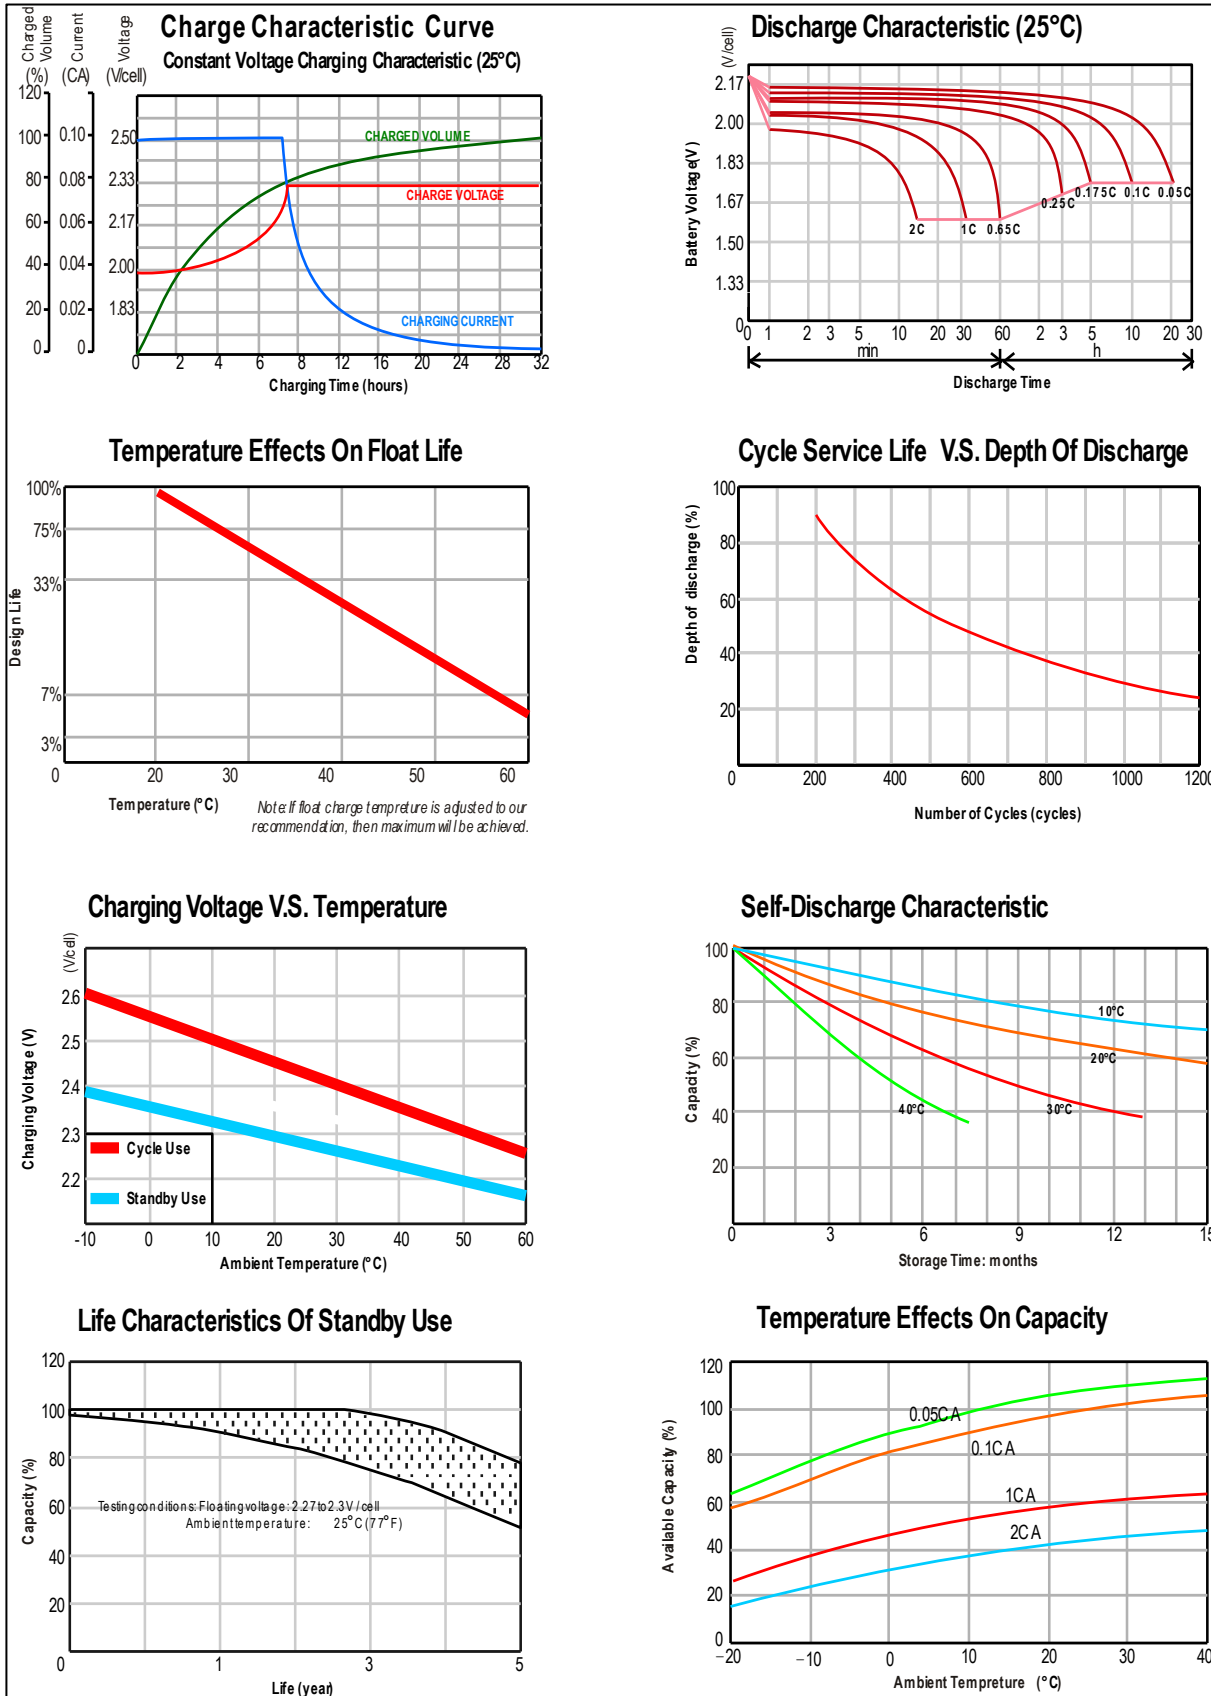 Charge Characteristic Curve
Constant Voltage Charging Characteristic (25°C)
Charged Volume
(%)
Current
(CA)
Voltage
(V/cell)
120
100
80
60
40
20
0
0.10
0.08
0.06
0.04
0.02
0
2.50
2.33
2.17
2.00
1.83
CHARGED VOLUME
CHARGE VOLTAGE
CHARGING CURRENT
0 2 4 6 8 10 12 14 16 20 24 28 32
Charging Time (hours)
Discharge Characteristic (25°C)
(V/cell)
Battery Voltage(V)
2.17
2.00
1.83
1.67
1.50
1.33
0
2C 1C 0.65C 0.25C 0.175C 0.1C 0.05C
0 1 2 3 5 10 20 30 60 2 3 5 10 20 30
min h
Discharge Time
Temperature Effects On Float Life
Design Life
100%
75%
33%
7%
3%
0 20 30 40 50 60
Temperature (°C)
Note: If float charge tempreture is adjusted to our
recommendation, then maximum will be achieved.
Cycle Service Life V.S. Depth Of Discharge
Depth of discharge (%)
100
80
60
40
20
0 200 400 600 800 1000 1200
Number of Cycles (cycles)
Charging Voltage V.S. Temperature
(V/cell)
Charging Voltage (V)
2.6
2.5
2.4
2.3
2.2
Cycle Use
Standby Use
-10 0 10 20 30 40 50 60
Ambient Temperature (°C)
Self-Discharge Characteristic
Capacity (%)
100
80
60
40
20
10°C
20°C
30°C
40°C
0 3 6 9 12 15
Storage Time: months
Life Characteristics Of Standby Use
Capacity (%)
120
100
80
60
40
20
Testing conditions: Floating voltage: 2.27 to 2.3V / cell
Ambient temperature: 25°C (77°F)
0 1 3 5
Life (year)
Temperature Effects On Capacity
Available Capacity (%)
120
100
80
60
40
20
0
0.05CA
0.1CA
1CA
2CA
-20 -10 0 10 20 30 40
Ambient Tempreture (°C)